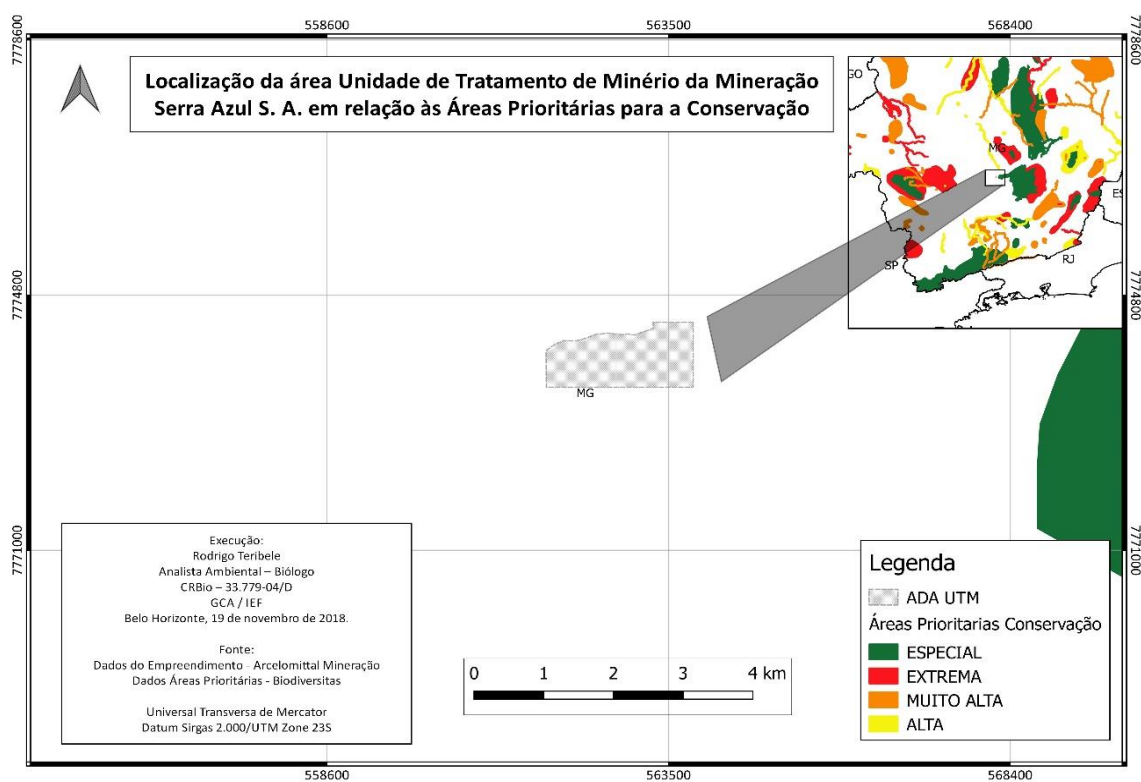 558600
563500
568400
7778600
7778600
Localização da área Unidade de Tratamento de Minério da Mineração
Serra Azul S. A. em relação às Áreas Prioritárias para a Conservação
GO
MG
ES
SP
RJ
7774800
7774800
MG
7771000
7771000
Execução:
Rodrigo Teribele
Analista Ambiental – Biólogo
CRBio – 33.779-04/D
GCA / IEF
Belo Horizonte, 19 de novembro de 2018.
Fonte:
Dados do Empreendimento - Arcelomittal Mineração
Dados Áreas Prioritárias - Biodiversitas
Universal Transversa de Mercator
Datum Sirgas 2.000/UTM Zone 23S
0 1 2 3 4 km
Legenda
ADA UTM
Áreas Prioritarias Conservação
ESPECIAL
EXTREMA
MUITO ALTA
ALTA
558600
563500
568400